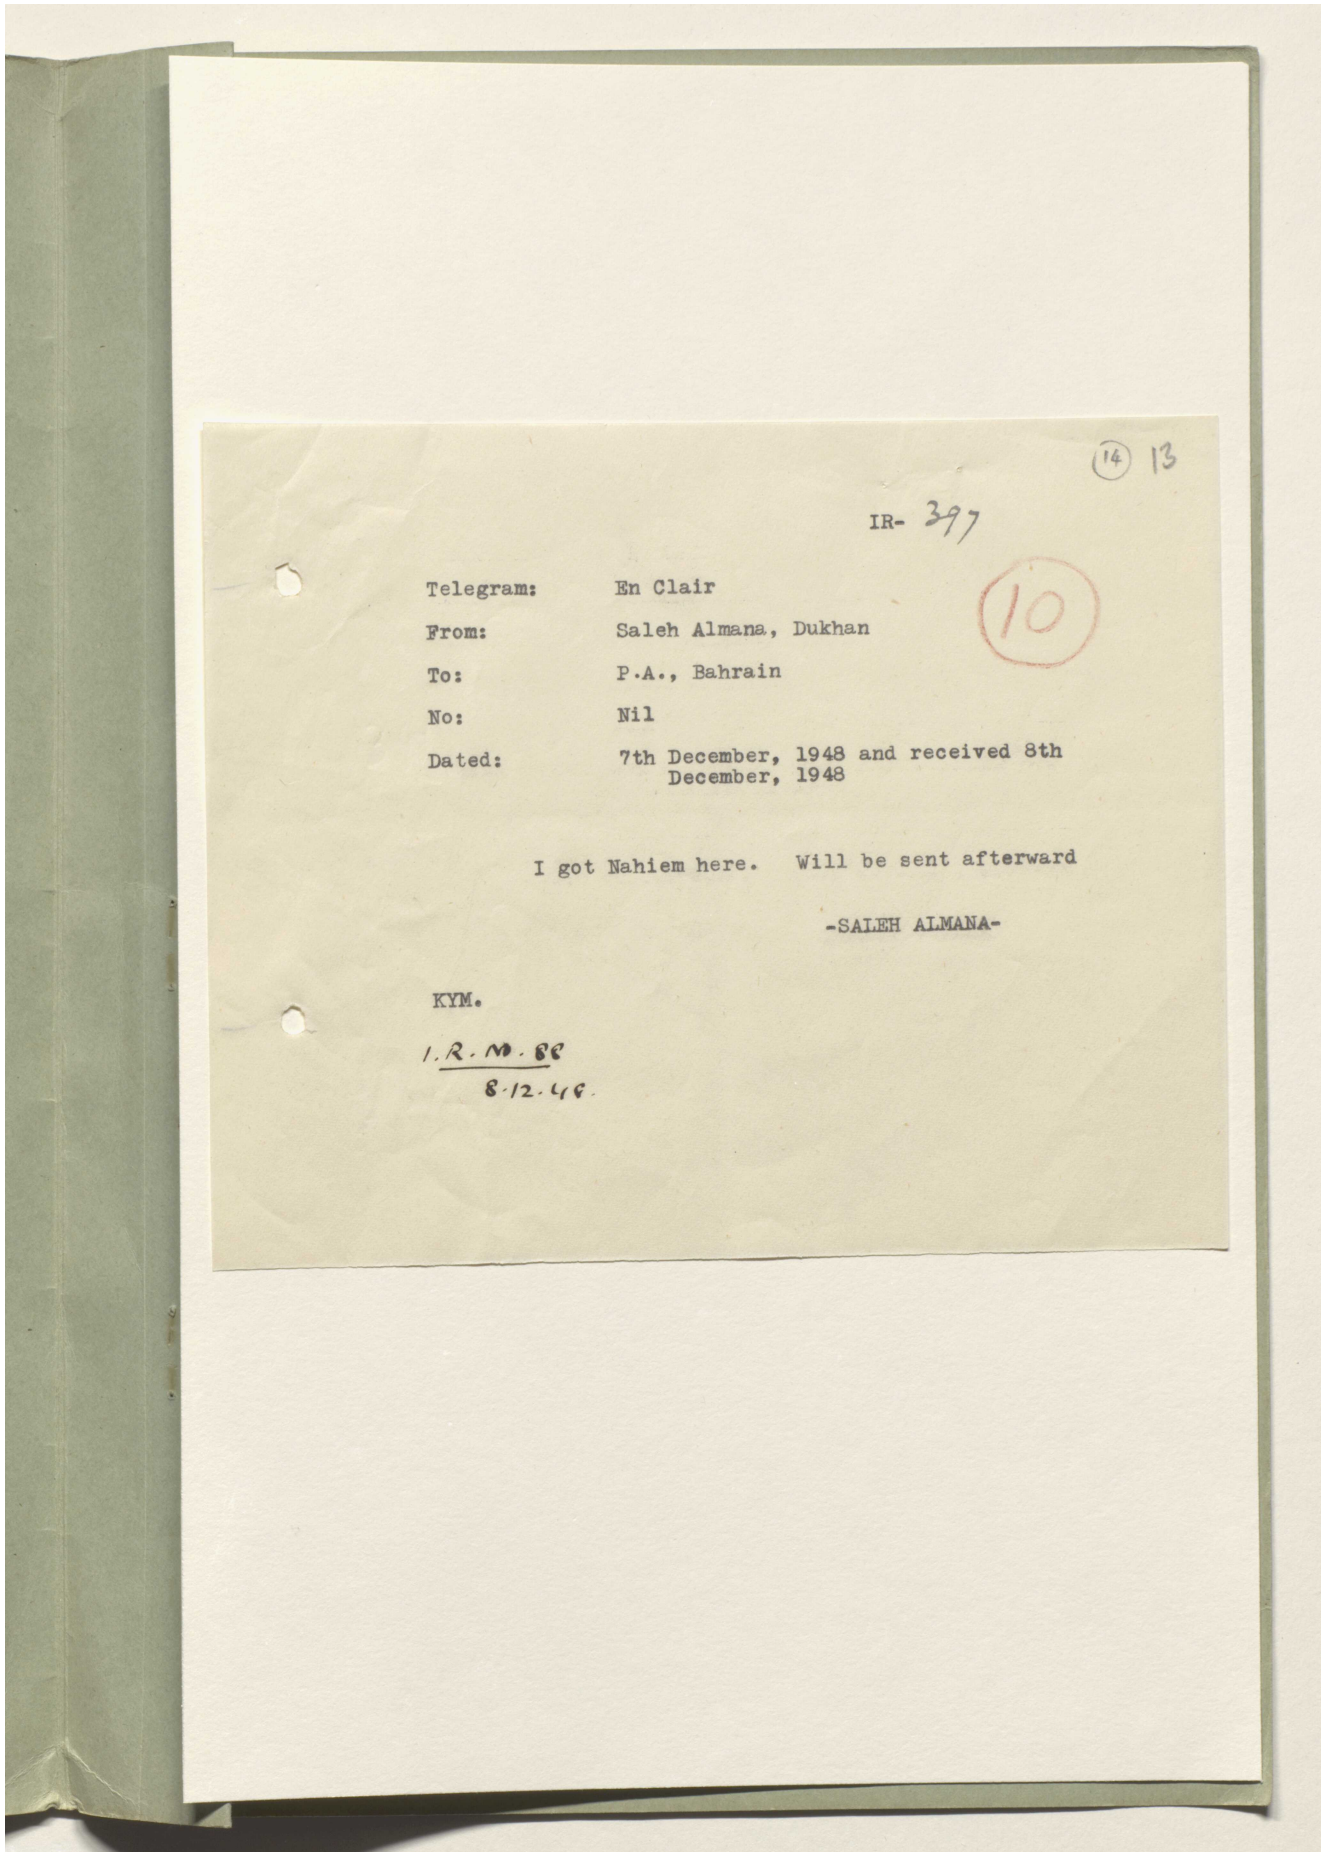 14 13
IR- 397
10
Telegram: En Clair
From: Saleh Almana, Dukhan
To: P.A., Bahrain
No: Nil
Dated: 7th December, 1948 and received 8th
December, 1948
I got Nahiem here. Will be sent afterward
-SALEH ALMANA-
KYM.
I.R.M. 88
8.12.48.